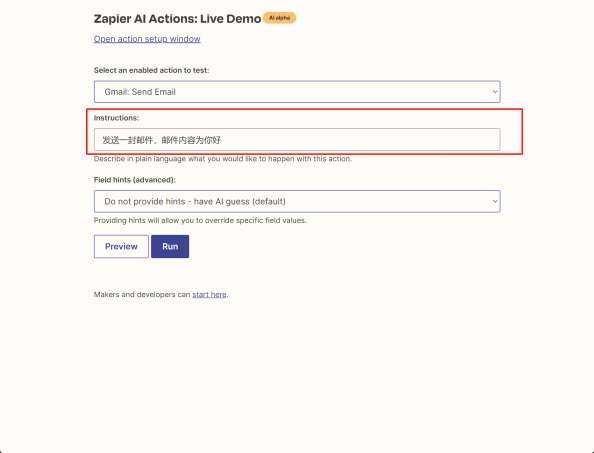 Zapier AI Actions: Live Demo AI alpha
Open action setup window
Select an enabled action to test:
Gmail: Send Email
Instructions:
发送一封邮件，邮件内容为你好
Describe in plain language what you would like to happen with this action.
Field hints (advanced):
Do not provide hints - have AI guess (default)
Providing hints will allow you to override specific field values.
Preview Run
Makers and developers can start here.